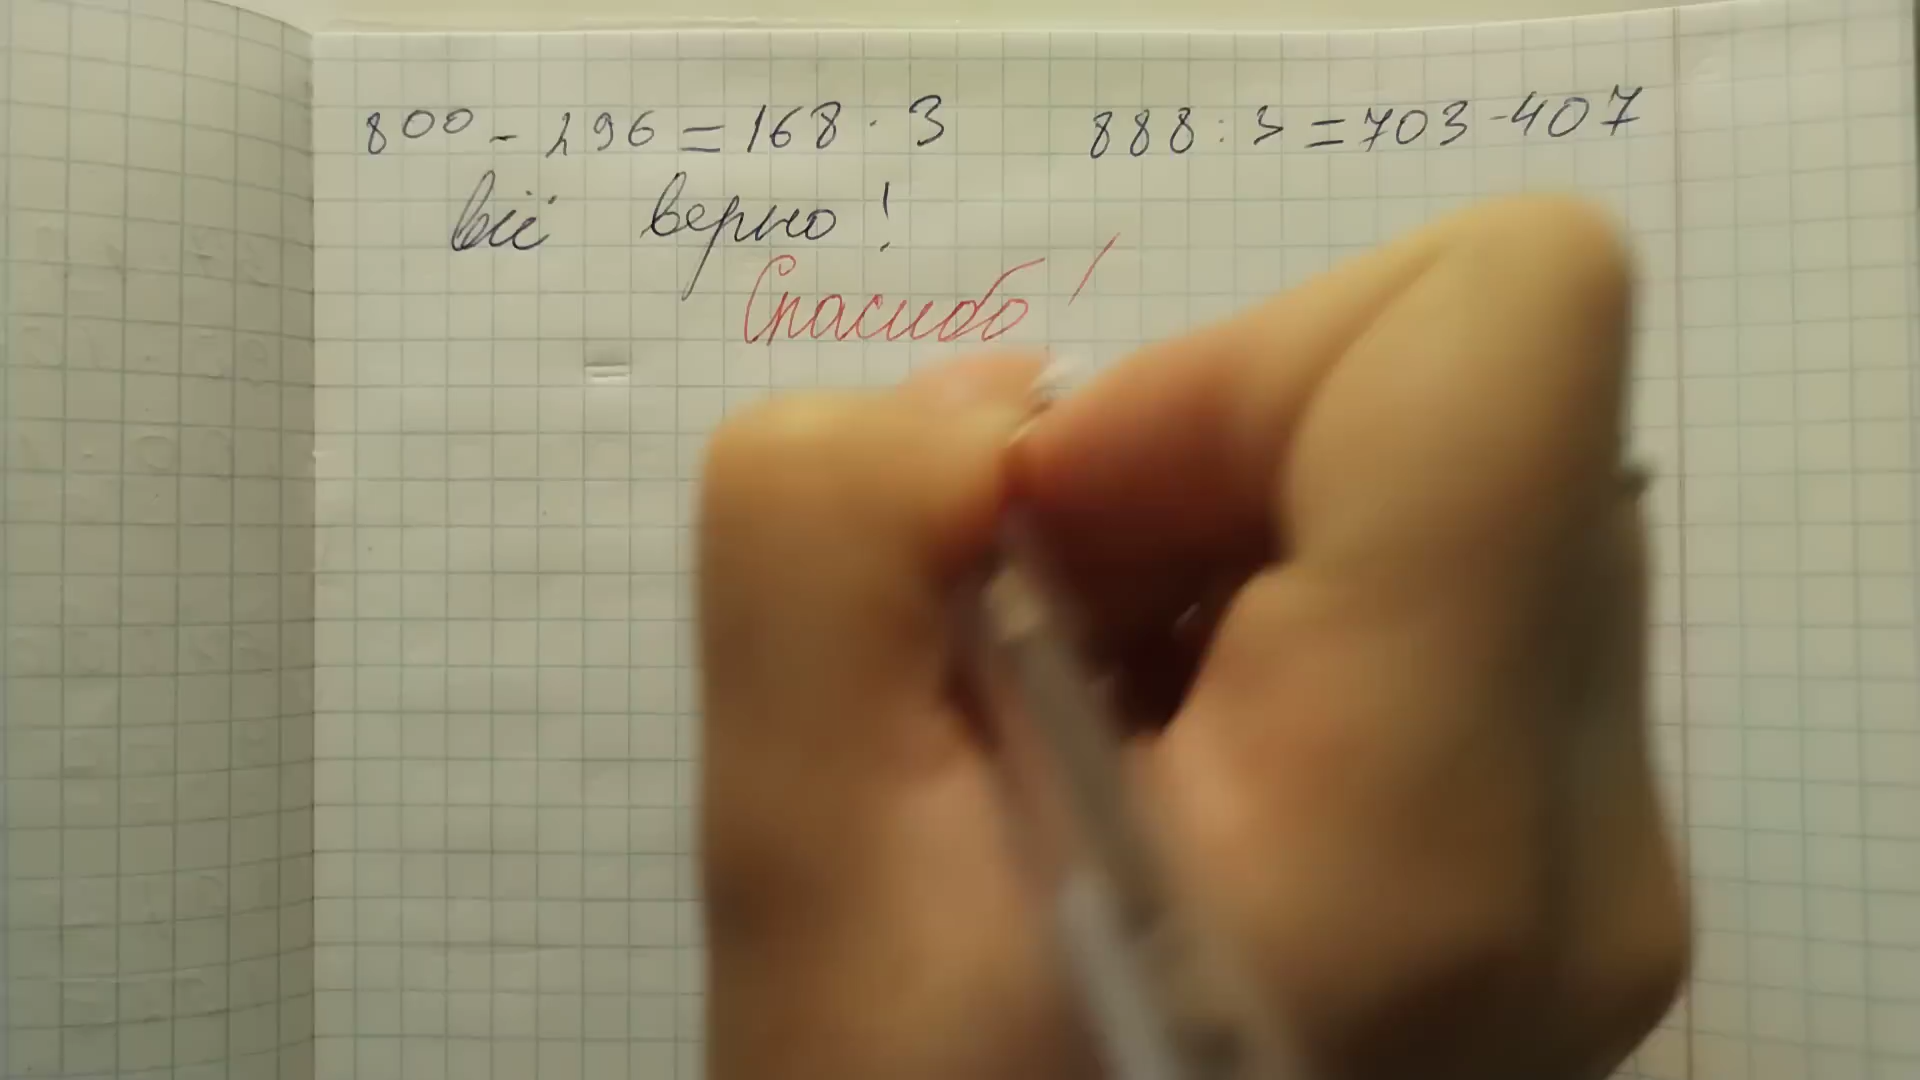 800 - 296 = 168 · 3 888 : 3 = 703 - 407
всё верно!
Спасибо!